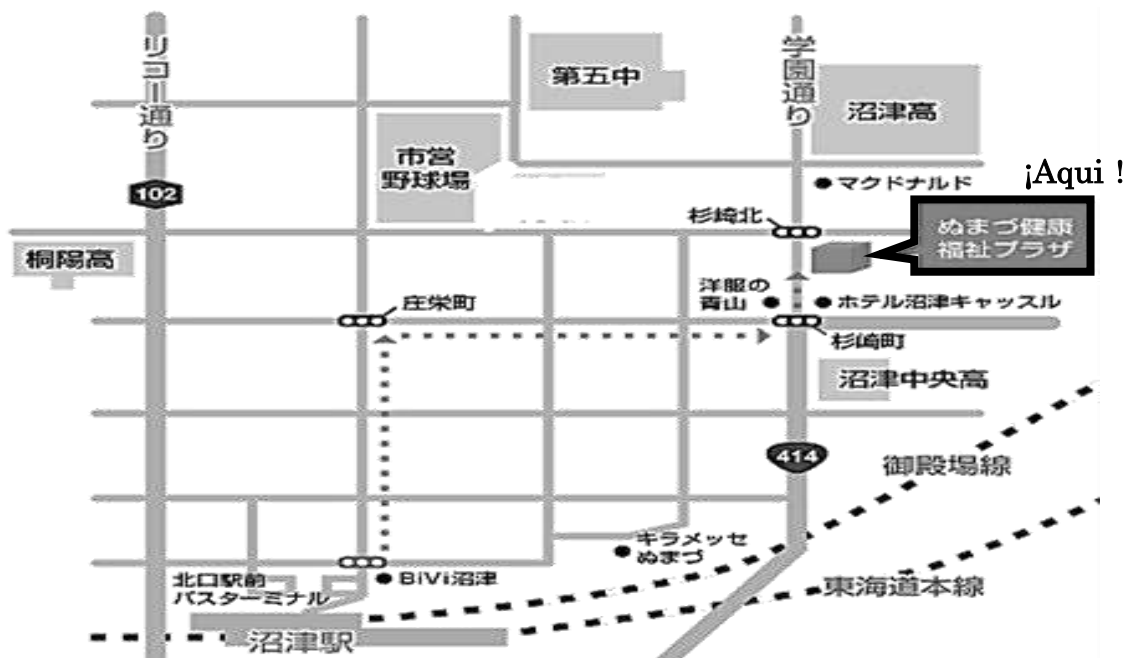 リコー通り
第五中
学園通り
沼津高
市営
野球場
マクドナルド
¡Aqui !
102
杉崎北
ぬまづ健康
福祉プラザ
桐陽高
洋服の
青山
ホテル沼津キャッスル
庄栄町
杉崎町
沼津中央高
414
御殿場線
キラメッセ
ぬまづ
北口駅前
バスターミナル
BiVi沼津
東海道本線
沼津駅